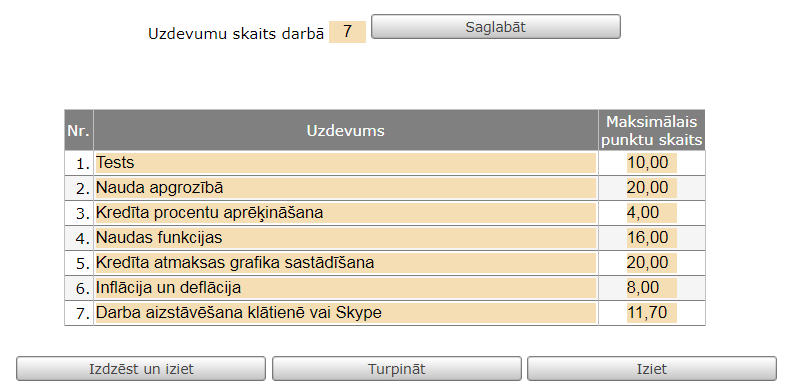 Uzdevumu skaits darbā 7 Saglabāt
Nr. Uzdevums Maksimālais punktu skaits
1. Tests 10,00
2. Nauda apgrozībā 20,00
3. Kredīta procentu aprēķināšana 4,00
4. Naudas funkcijas 16,00
5. Kredīta atmaksas grafika sastādīšana 20,00
6. Inflācija un deflācija 8,00
7. Darba aizstāvēšana klātienē vai Skype 11,70
Izdzēst un iziet Turpināt Iziet